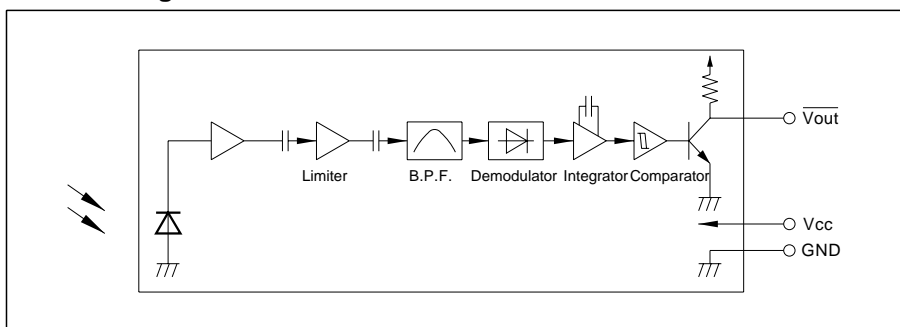 Limiter
B.P.F.
Demodulator
Integrator
Comparator
Vout
Vcc
GND